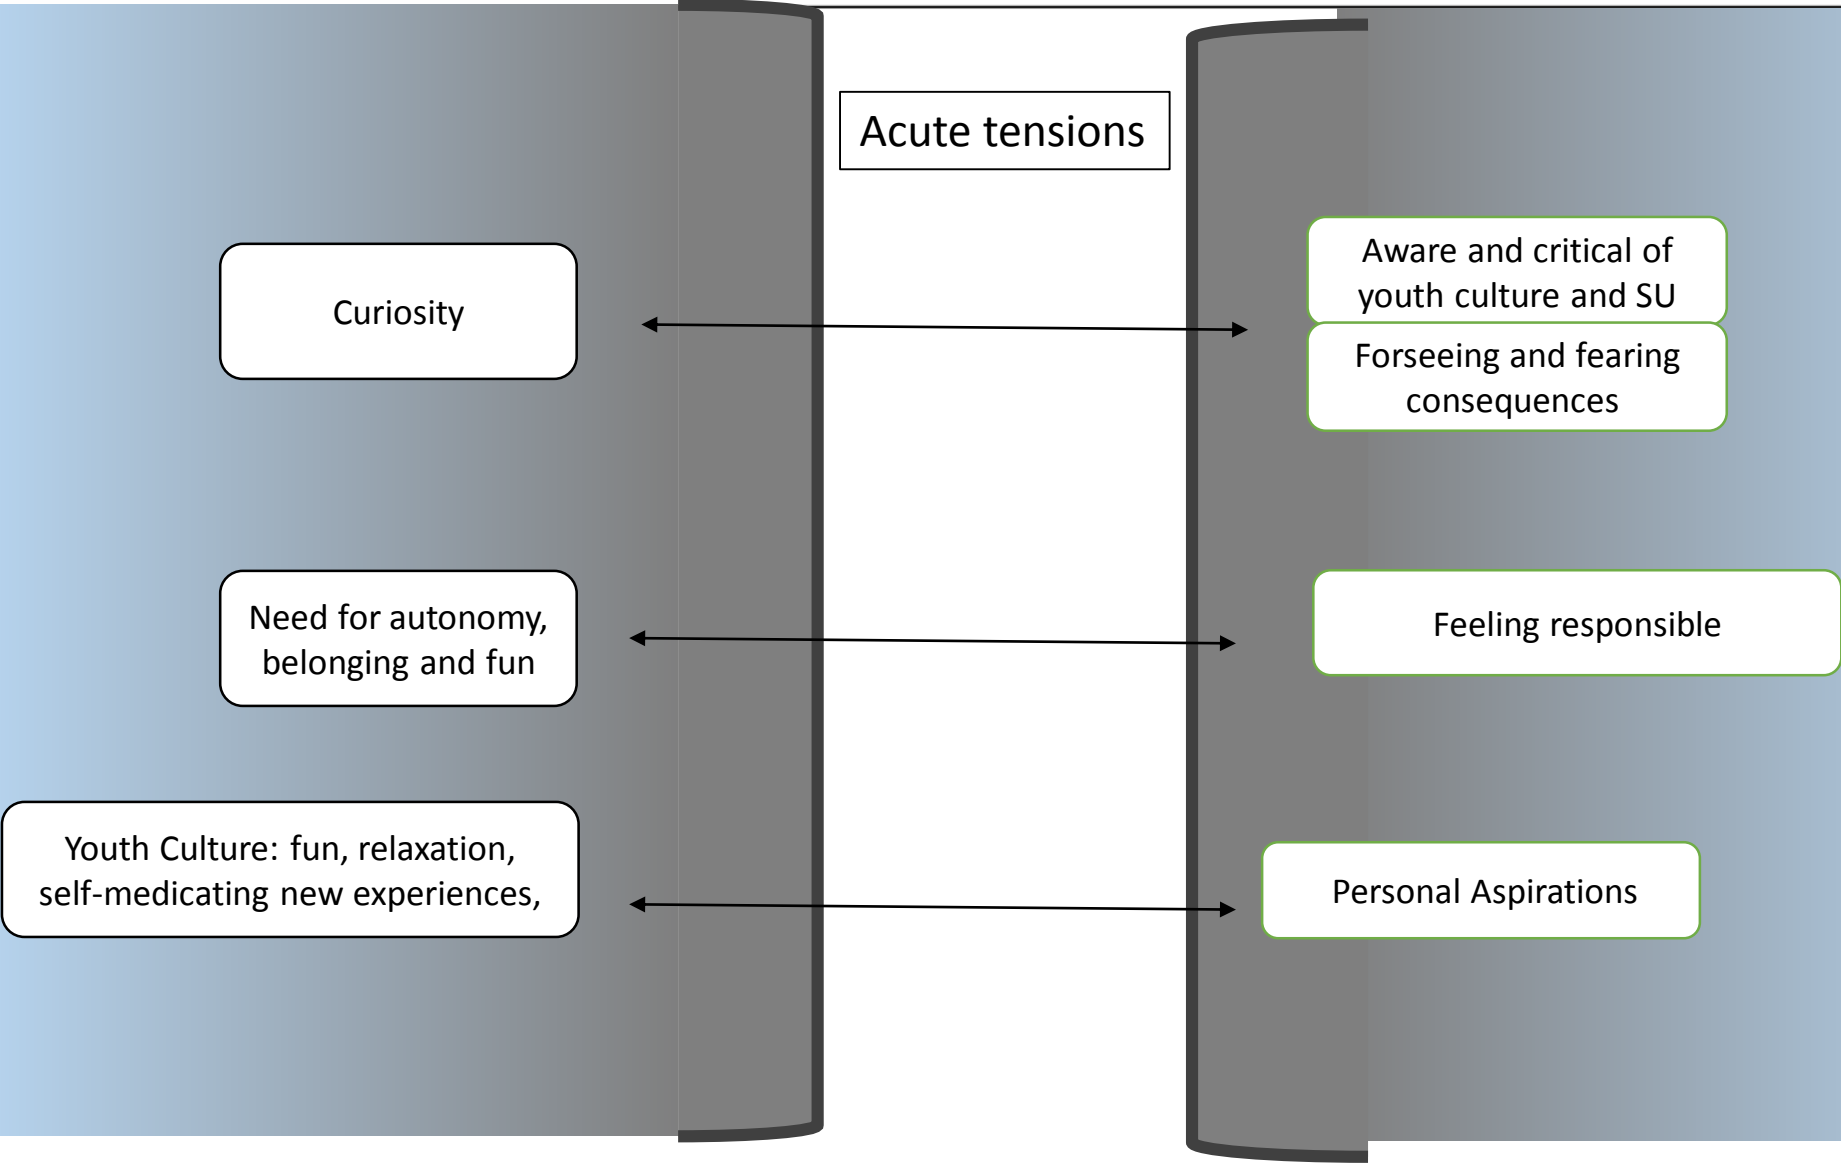 Acute tensions
Curiosity
Aware and critical of
youth culture and SU
Forseeing and fearing
consequences
Need for autonomy,
belonging and fun
Feeling responsible
Youth Culture: fun, relaxation,
self-medicating new experiences,
Personal Aspirations